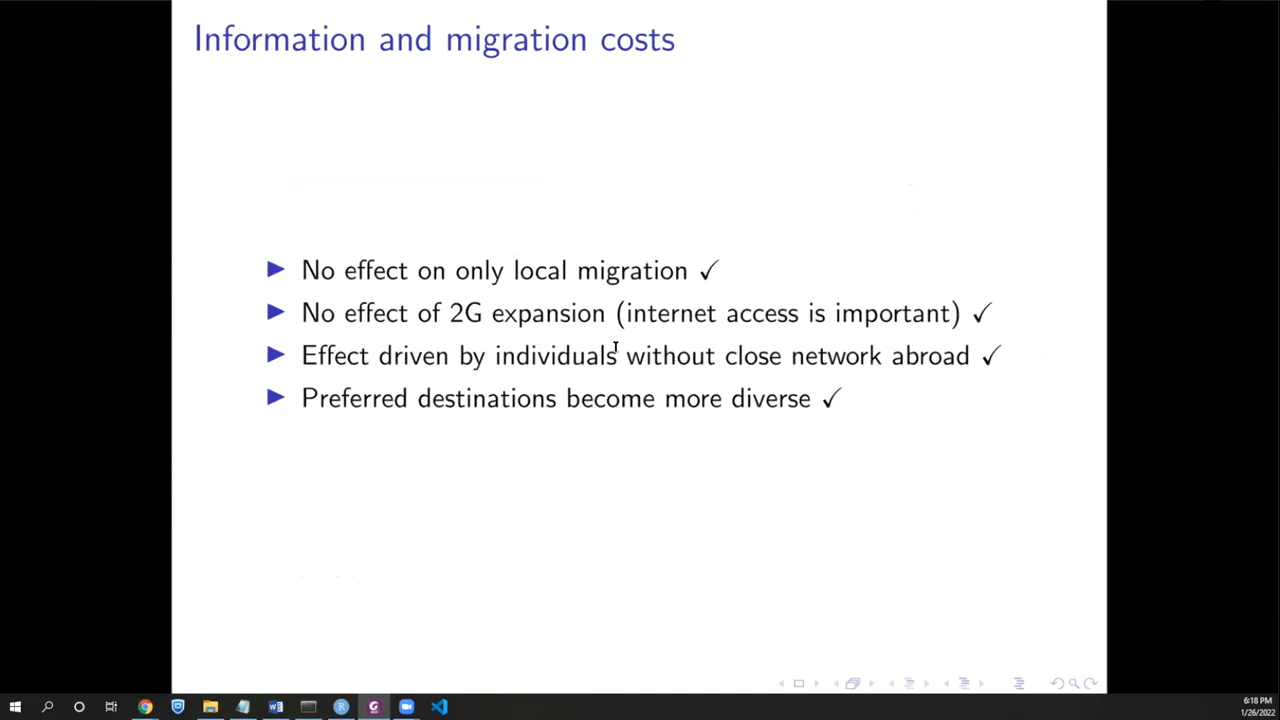 Information and migration costs
No effect on only local migration ✓
No effect of 2G expansion (internet access is important) ✓
Effect driven by individuals without close network abroad ✓
Preferred destinations become more diverse ✓
6:18 PM
1/26/2022